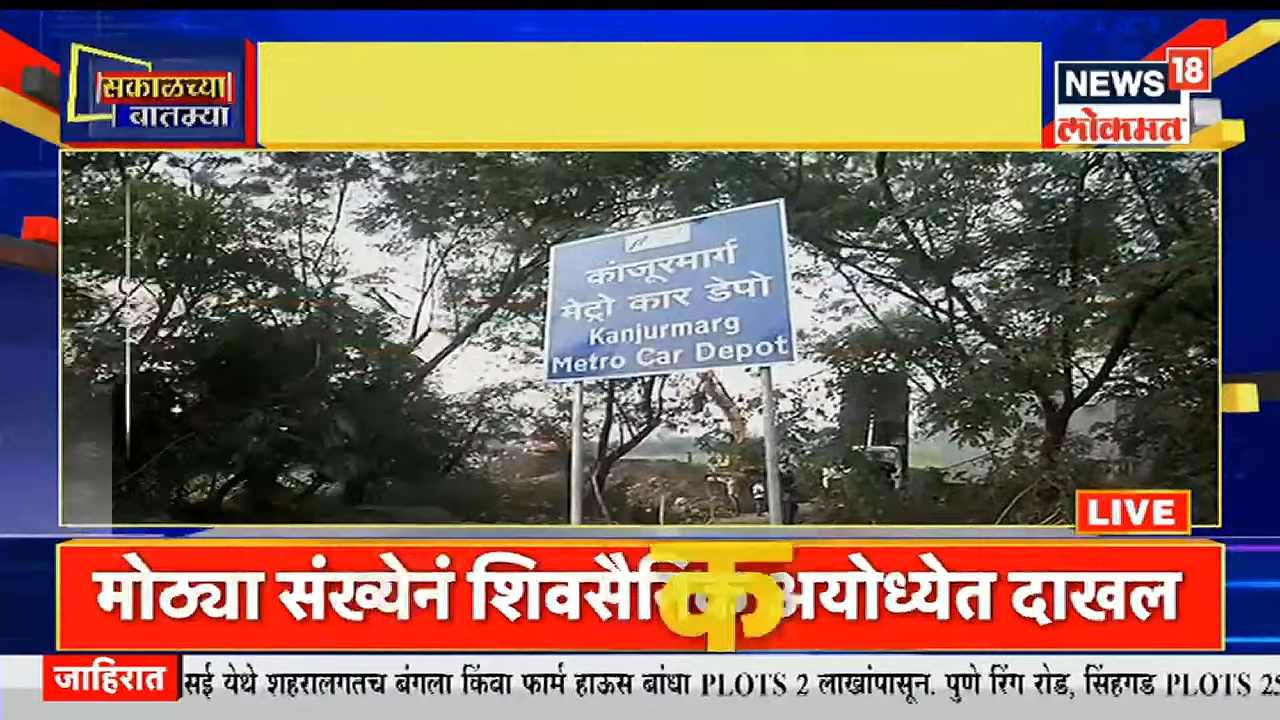 सकाळच्या
बातम्या
NEWS 18
लोकमत
कांजूरमार्ग
मेट्रो कार डेपो
Kanjurmarg
Metro Car Depot
LIVE
मोठ्या संख्येनं शिवसैनिक अयोध्येत दाखल
क
जाहिरात
सई येथे शहरालगतच बंगला किंवा फार्म हाऊस बांधा PLOTS 2 लाखांपासून. पुणे रिंग रोड, सिंहगड PLOTS